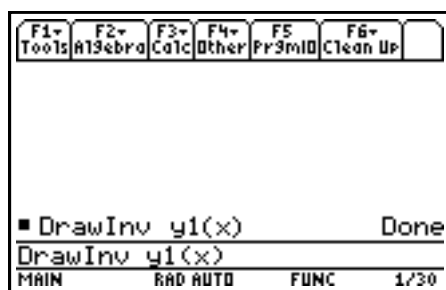 F1▾ F2▾ F3▾ F4▾ F5 F6▾
Tools Algebra Calc Other PrgmIO Clean Up
▪ DrawInv y1(x) Done
DrawInv y1(x)
MAIN RAD AUTO FUNC 1/30